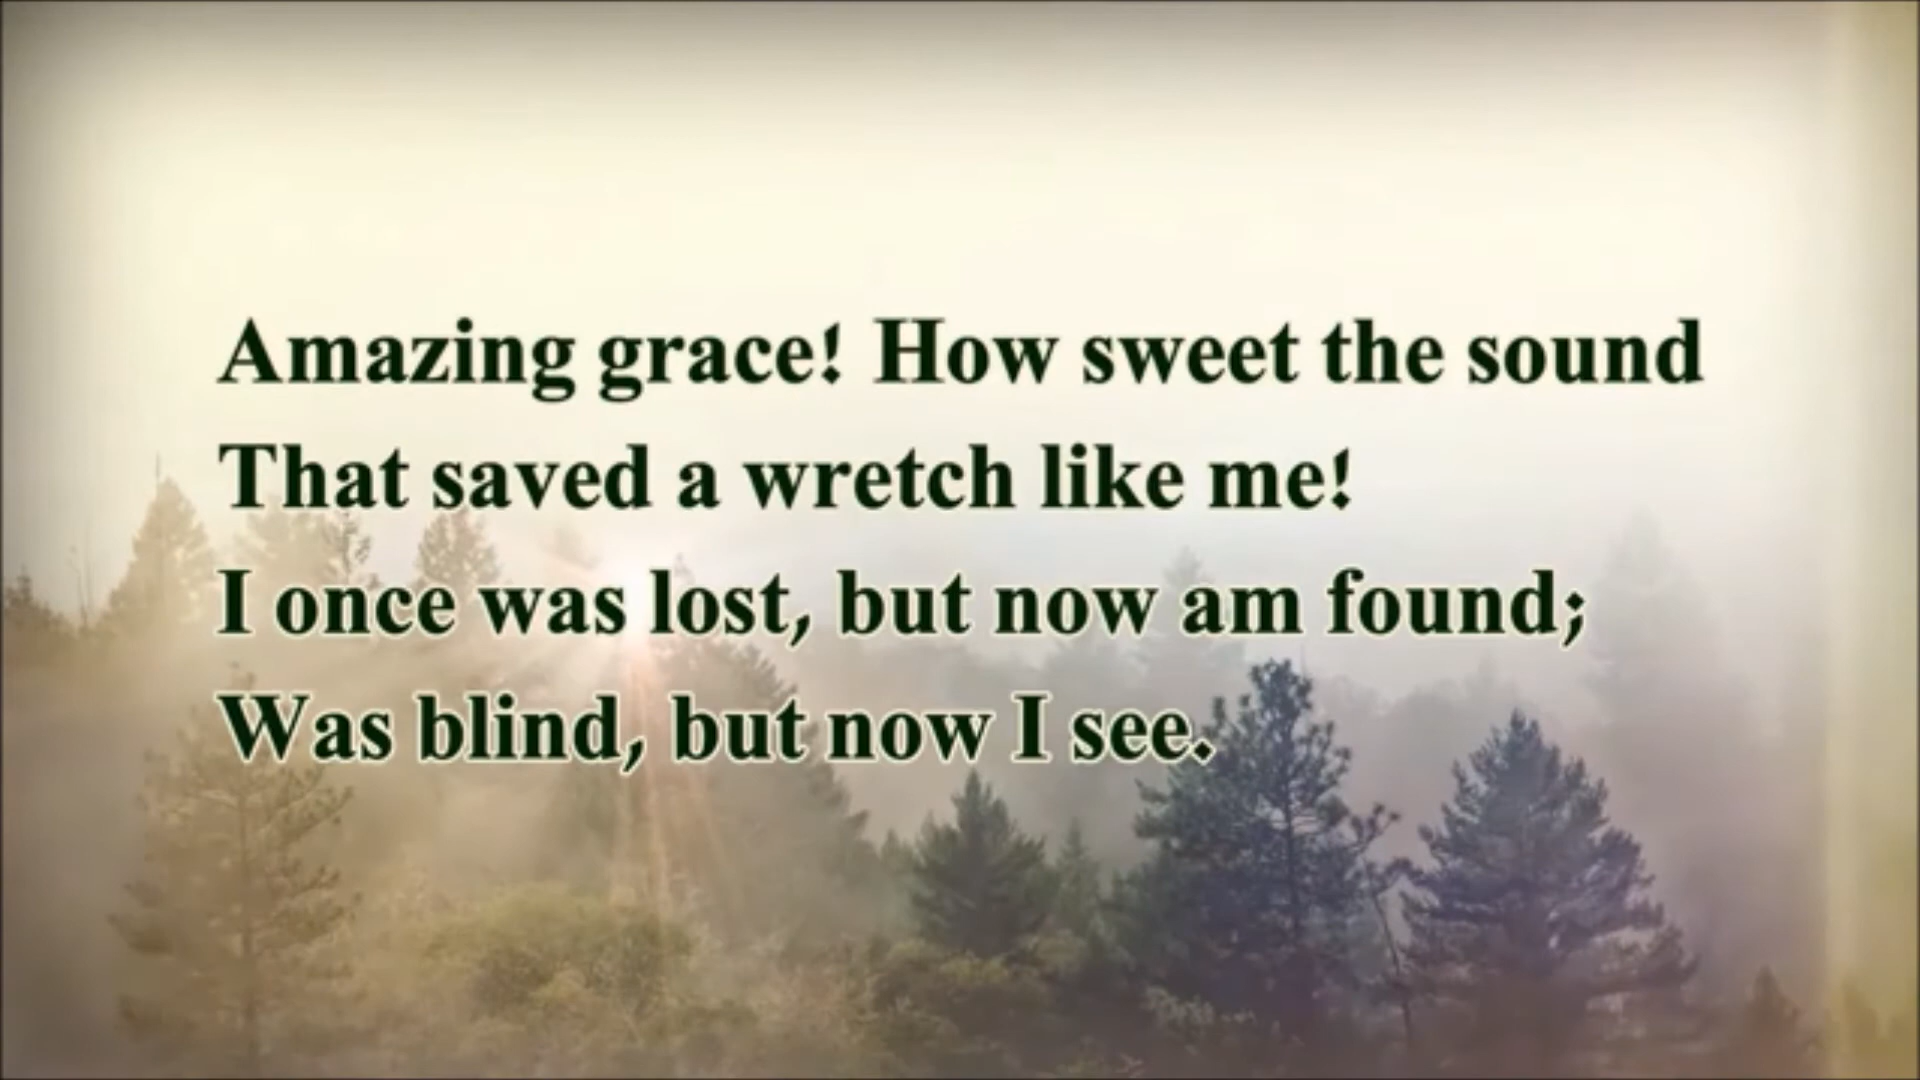 Amazing grace! How sweet the sound
That saved a wretch like me!
I once was lost, but now am found;
Was blind, but now I see.